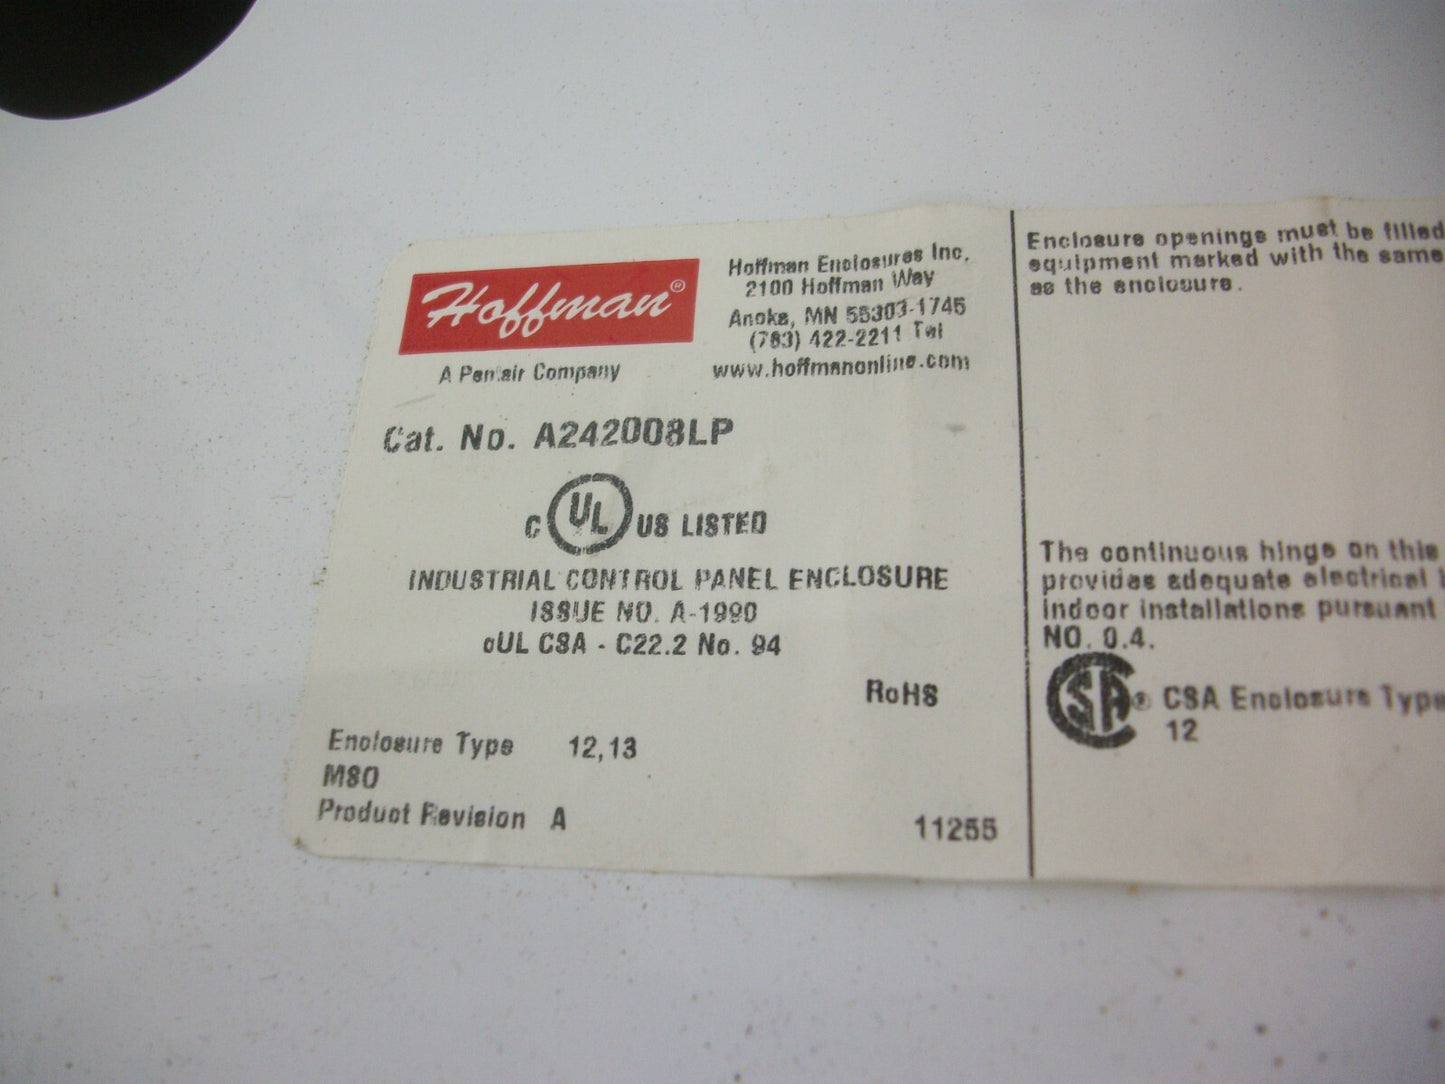 Hoffman®
A Pentair Company
Hoffman Enclosures Inc.
2100 Hoffman Way
Anoka, MN 55303-1745
(763) 422-2211 Tel
www.hoffmanonline.com
Cat. No. A242008LP
C UL US LISTED
INDUSTRIAL CONTROL PANEL ENCLOSURE
ISSUE NO. A-1990
cUL CSA - C22.2 No. 94
RoHS
Enclosure Type 12,13
M80
Product Revision A
11255
Enclosure openings must be filled
equipment marked with the same
as the enclosure.
The continuous hinge on this
provides adequate electrical
indoor installations pursuant
NO. 0.4.
CSA® CSA Enclosure Type
12